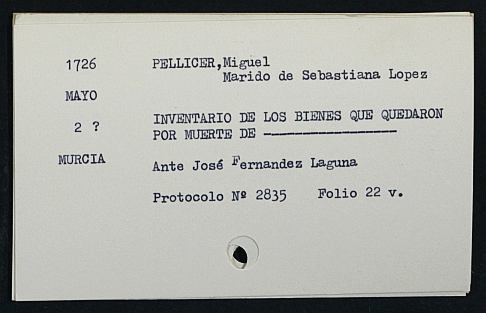 1726 PELLICER,Miguel
Marido de Sebastiana Lopez
MAYO
2 ? INVENTARIO DE LOS BIENES QUE QUEDARON
POR MUERTE DE -----------------
MURCIA Ante José Fernandez Laguna
Protocolo Nº 2835 Folio 22 v.